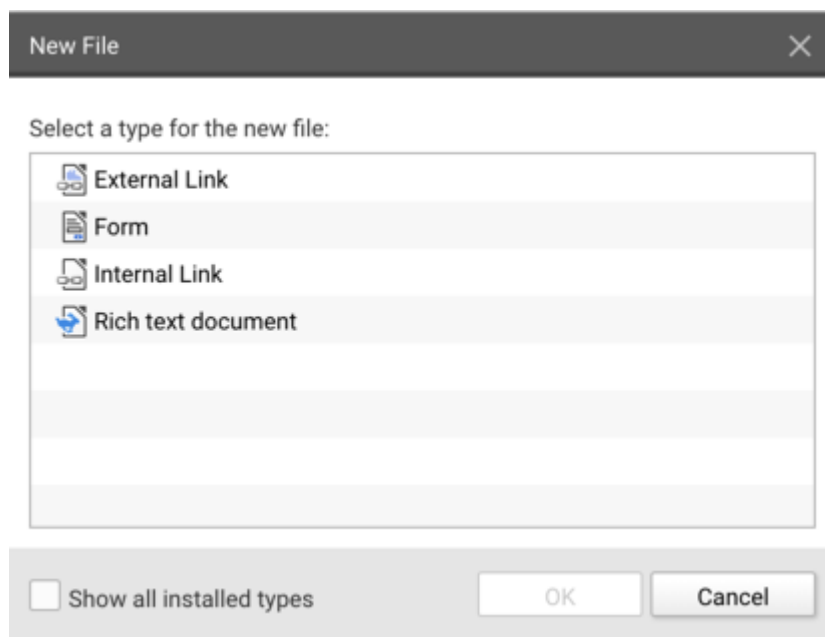 New File
Select a type for the new file:
External Link
Form
Internal Link
Rich text document
Show all installed types
OK
Cancel